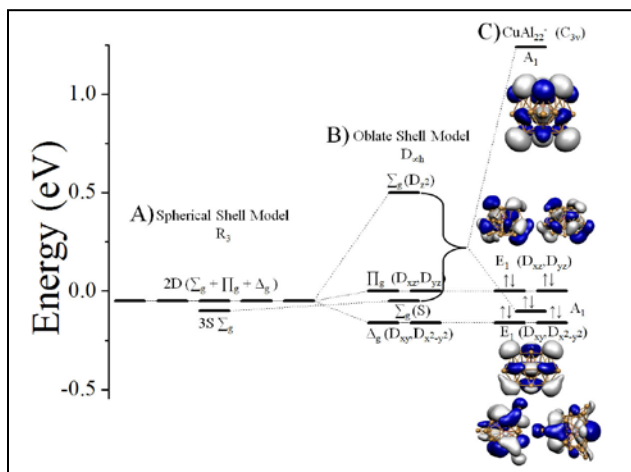 C) CuAl22- (C3v)
A1
1.0
B) Oblate Shell Model
D∞h
Σg (Dz2)
0.5
A) Spherical Shell Model
R3
E1 (Dxz,Dyz)
2D (Σg + Πg + Δg)
Πg (Dxz,Dyz)
↑↓ ↑↓
0.0
↑↓
3S Σg
Σg (S)
↑↓ ↑↓ A1
Δg (Dxy,Dx2-y2)
E1 (Dxy,Dx2-y2)
-0.5
Energy (eV)